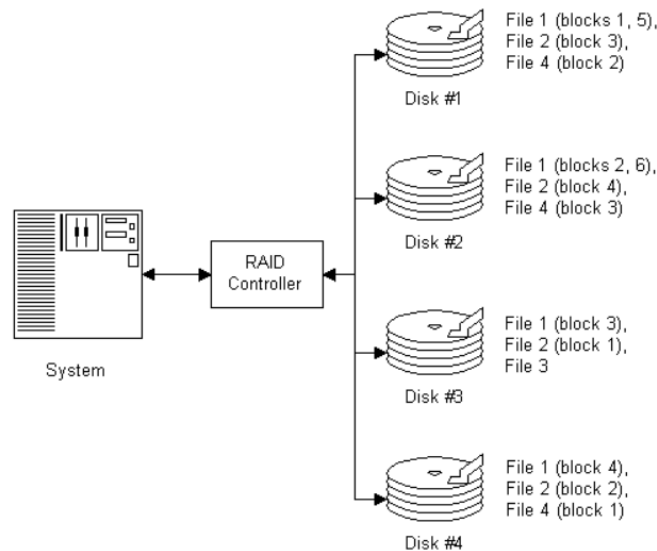 File 1 (blocks 1, 5),
File 2 (block 3),
File 4 (block 2)
Disk #1
File 1 (blocks 2, 6),
File 2 (block 4),
File 4 (block 3)
Disk #2
RAID
Controller
System
File 1 (block 3),
File 2 (block 1),
File 3
Disk #3
File 1 (block 4),
File 2 (block 2),
File 4 (block 1)
Disk #4